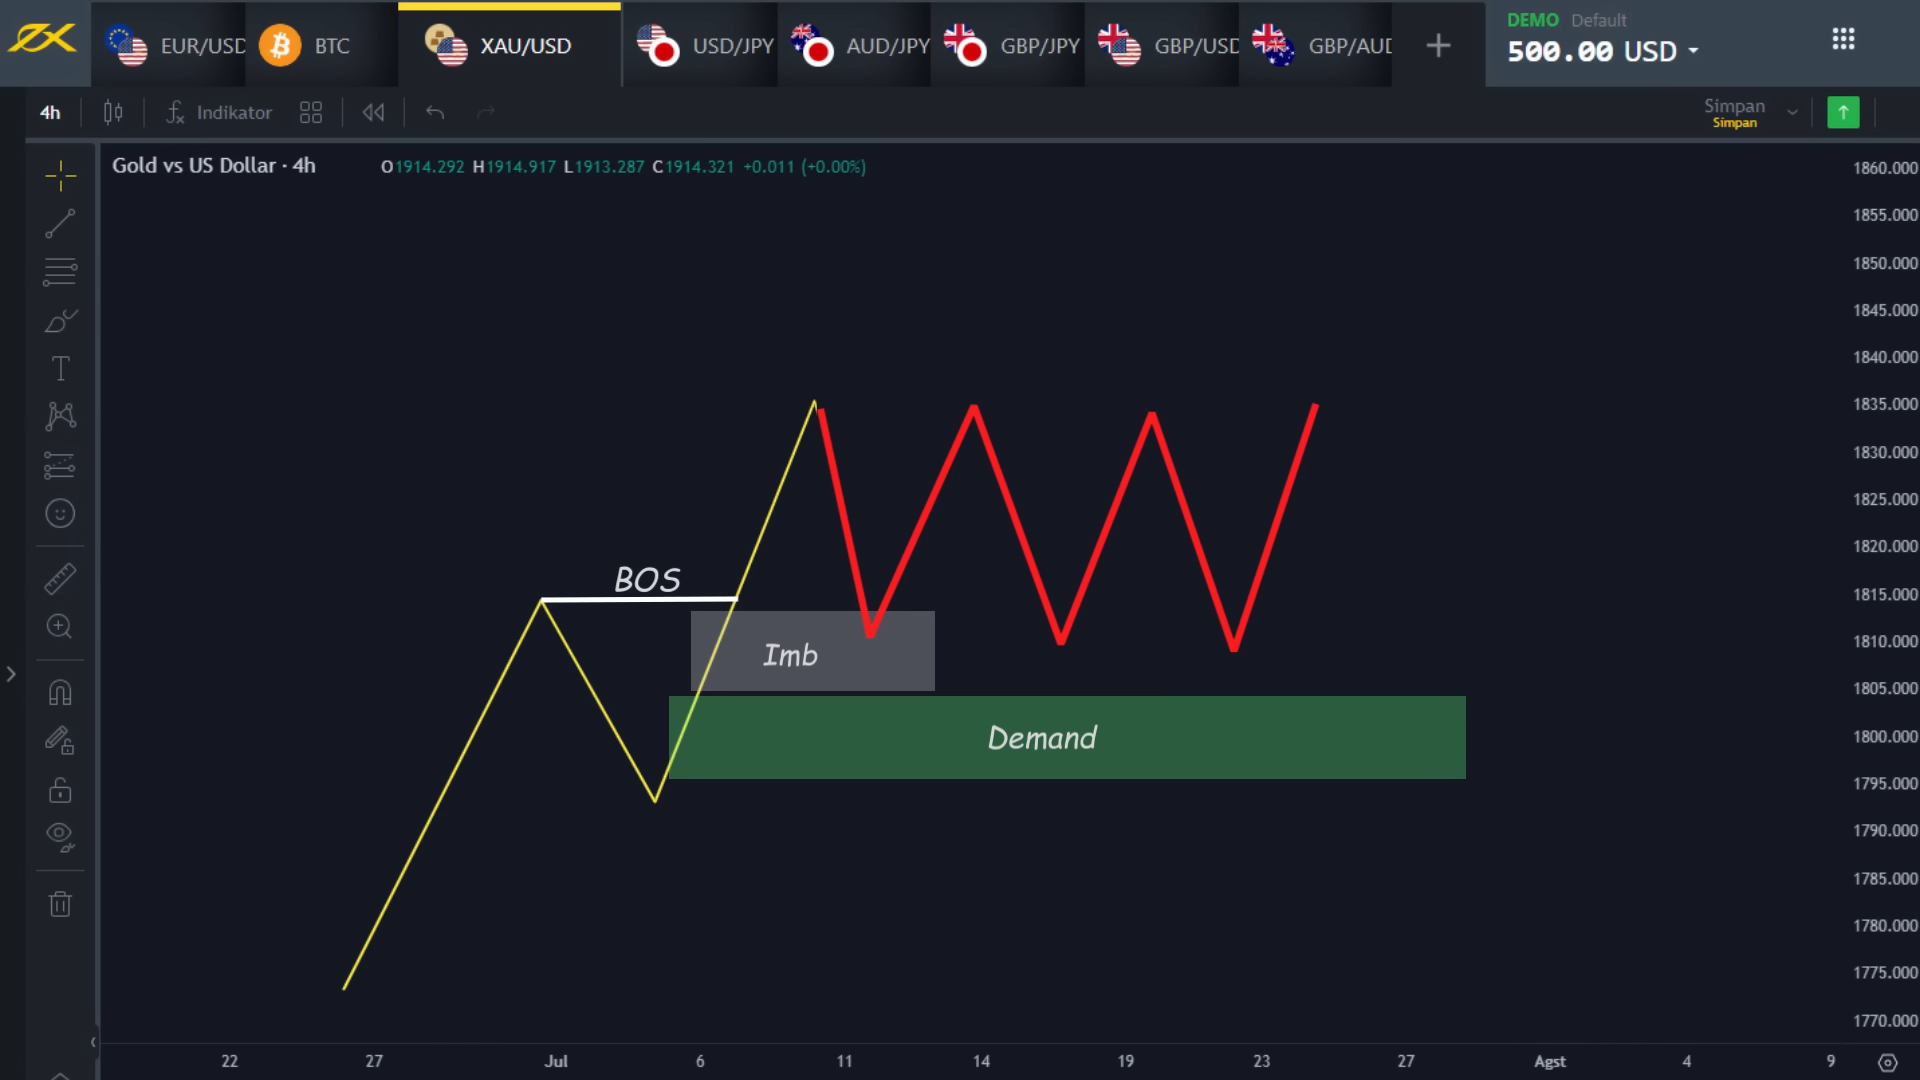 EUR/USD
BTC
XAU/USD
USD/JPY
AUD/JPY
GBP/JPY
GBP/USD
GBP/AUD
DEMO Default
500.00 USD
4h
Indikator
Simpan
Simpan
Gold vs US Dollar · 4h
O1914.292 H1914.917 L1913.287 C1914.321 +0.011 (+0.00%)
BOS
Imb
Demand
1860.000
1855.000
1850.000
1845.000
1840.000
1835.000
1830.000
1825.000
1820.000
1815.000
1810.000
1805.000
1800.000
1795.000
1790.000
1785.000
1780.000
1775.000
1770.000
22 27 Jul 6 11 14 19 23 27 Agst 4 9